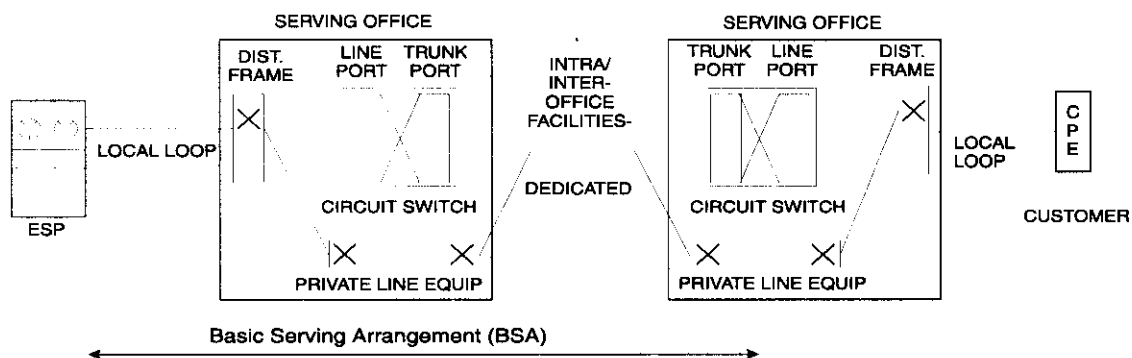 SERVING OFFICE
SERVING OFFICE
DIST.
FRAME
LINE
PORT
TRUNK
PORT
INTRA/
INTER-
OFFICE
FACILITIES-
DEDICATED
TRUNK
PORT
LINE
PORT
DIST.
FRAME
ESP
LOCAL LOOP
CIRCUIT SWITCH
PRIVATE LINE EQUIP
CIRCUIT SWITCH
PRIVATE LINE EQUIP
LOCAL
LOOP
C
P
E
CUSTOMER
Basic Serving Arrangement (BSA)